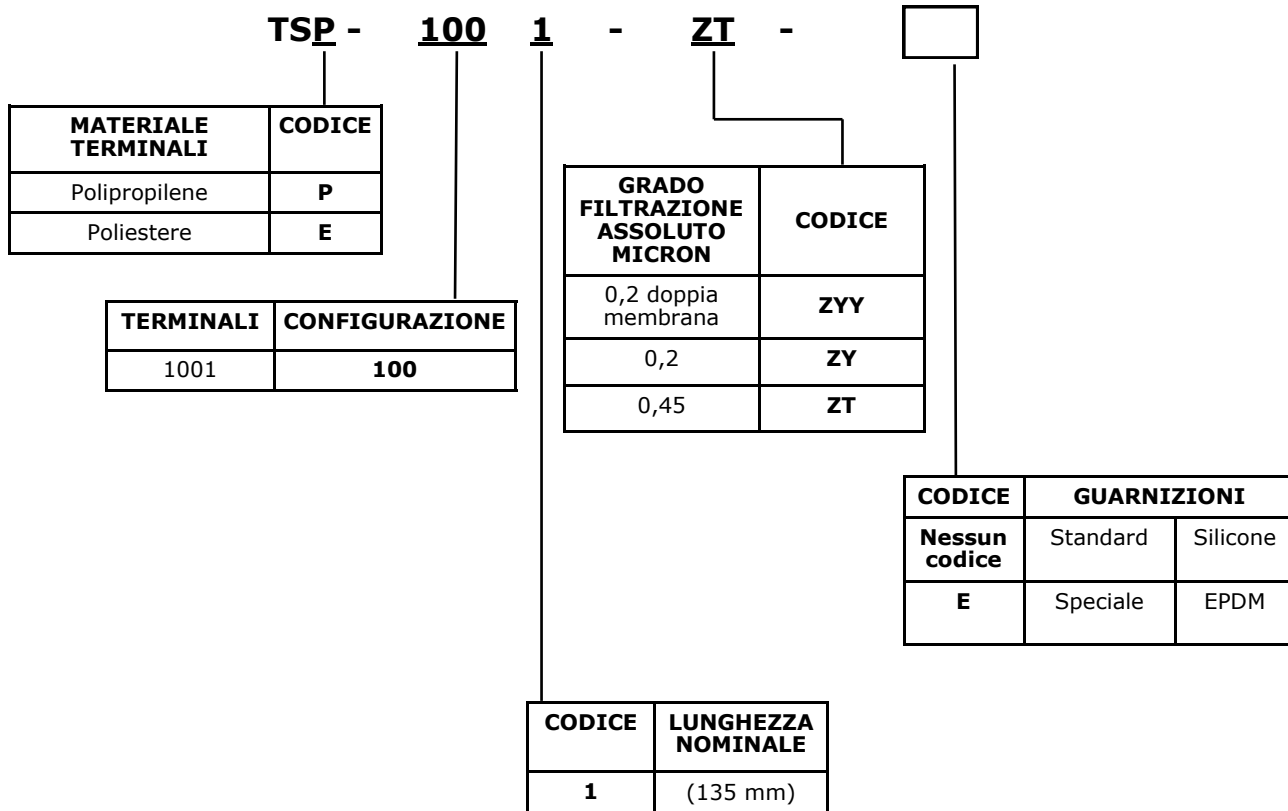 TSP - 100 1 - ZT -
MATERIALE TERMINALI CODICE
Polipropilene P
Poliestere E
TERMINALI CONFIGURAZIONE
1001 100
GRADO FILTRAZIONE ASSOLUTO MICRON CODICE
0,2 doppia membrana ZYY
0,2 ZY
0,45 ZT
CODICE GUARNIZIONI
Nessun codice Standard Silicone
E Speciale EPDM
CODICE LUNGHEZZA NOMINALE
1 (135 mm)